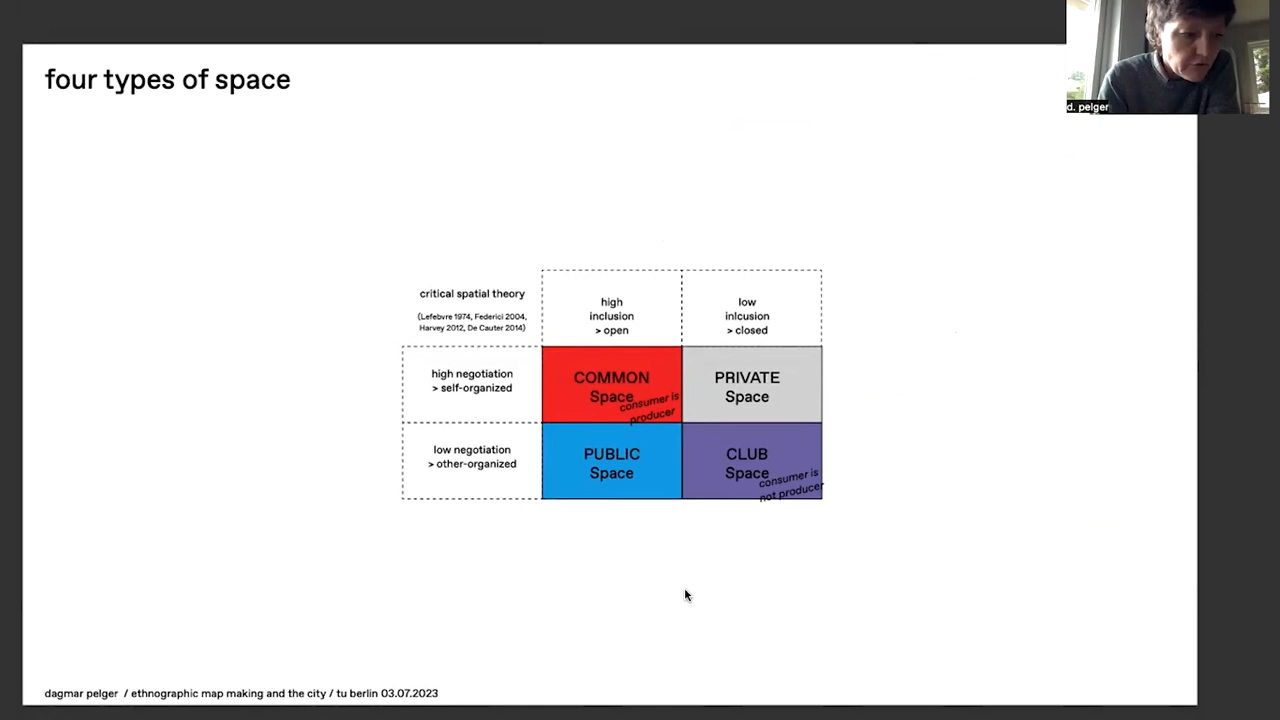 four types of space
d. pelger
critical spatial theory
(Lefebvre 1974, Federici 2004,
Harvey 2012, De Cauter 2014)
high
inclusion
> open
low
inlcusion
> closed
high negotiation
> self-organized
COMMON
Space
consumer is
producer
PRIVATE
Space
low negotiation
> other-organized
PUBLIC
Space
CLUB
Space
consumer is
not producer
dagmar pelger / ethnographic map making and the city / tu berlin 03.07.2023